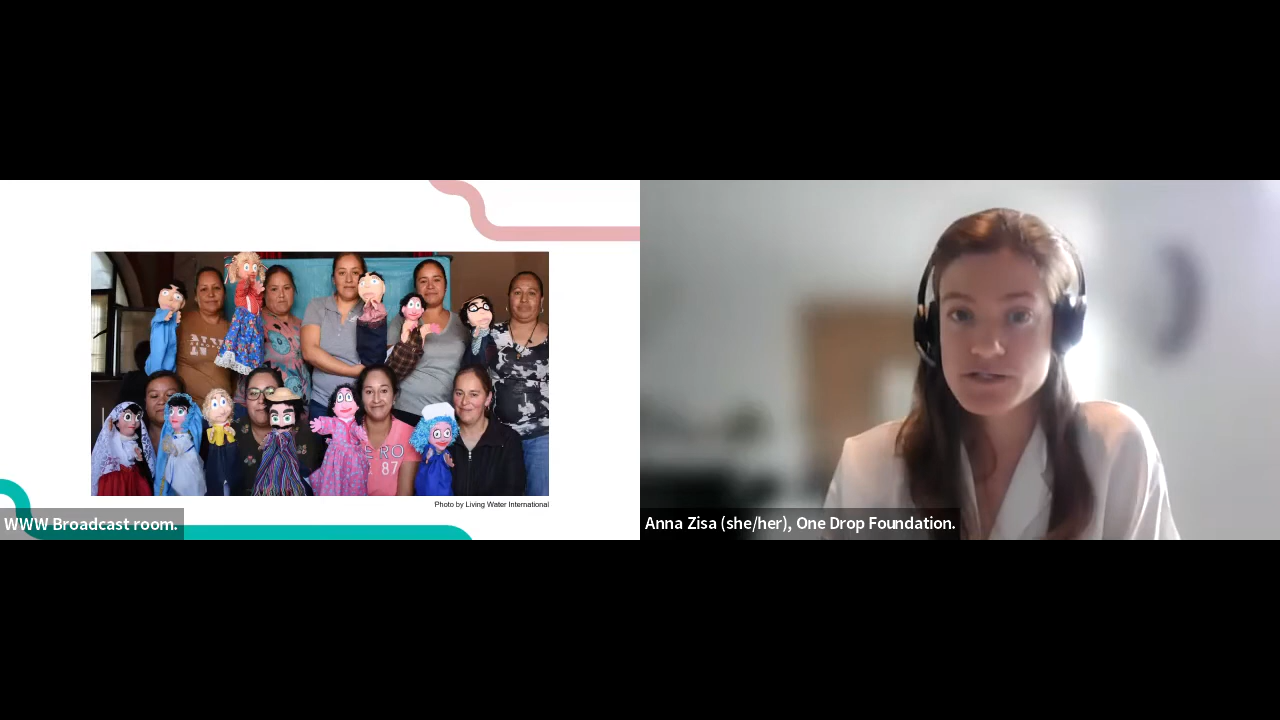 ERO
87
Photo by Living Water International
WWW Broadcast room.
Anna Zisa (she/her), One Drop Foundation.